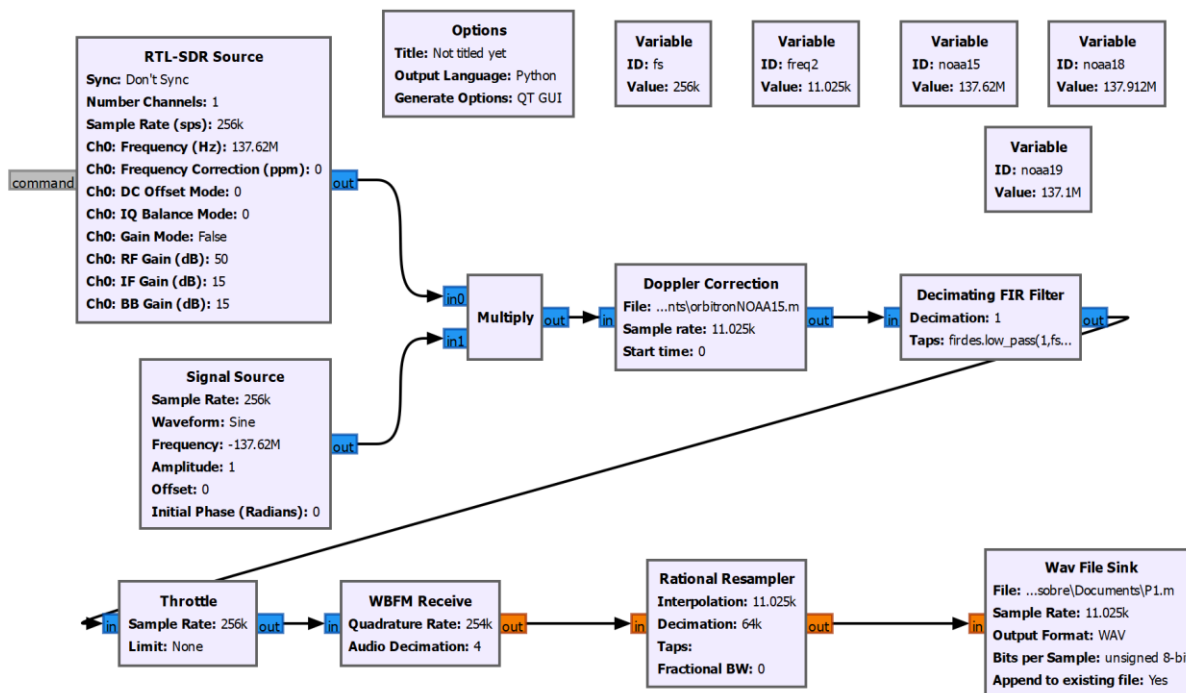 RTL-SDR Source
Sync: Don't Sync
Number Channels: 1
Sample Rate (sps): 256k
Ch0: Frequency (Hz): 137.62M
Ch0: Frequency Correction (ppm): 0
Ch0: DC Offset Mode: 0
Ch0: IQ Balance Mode: 0
Ch0: Gain Mode: False
Ch0: RF Gain (dB): 50
Ch0: IF Gain (dB): 15
Ch0: BB Gain (dB): 15
command
out
Options
Title: Not titled yet
Output Language: Python
Generate Options: QT GUI
Variable
ID: fs
Value: 256k
Variable
ID: freq2
Value: 11.025k
Variable
ID: noaa15
Value: 137.62M
Variable
ID: noaa18
Value: 137.912M
Variable
ID: noaa19
Value: 137.1M
Signal Source
Sample Rate: 256k
Waveform: Sine
Frequency: -137.62M
Amplitude: 1
Offset: 0
Initial Phase (Radians): 0
out
in0
in1
Multiply
out
in
Doppler Correction
File: ...nts\orbitronNOAA15.m
Sample rate: 11.025k
Start time: 0
out
in
Decimating FIR Filter
Decimation: 1
Taps: firdes.low_pass(1,fs...
out
in
Throttle
Sample Rate: 256k
Limit: None
out
in
WBFM Receive
Quadrature Rate: 254k
Audio Decimation: 4
out
in
Rational Resampler
Interpolation: 11.025k
Decimation: 64k
Taps:
Fractional BW: 0
out
in
Wav File Sink
File: ...sobre\Documents\P1.m
Sample Rate: 11.025k
Output Format: WAV
Bits per Sample: unsigned 8-bi
Append to existing file: Yes